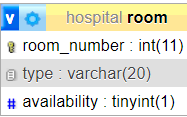 v hospital room
room_number : int(11)
type : varchar(20)
# availability : tinyint(1)